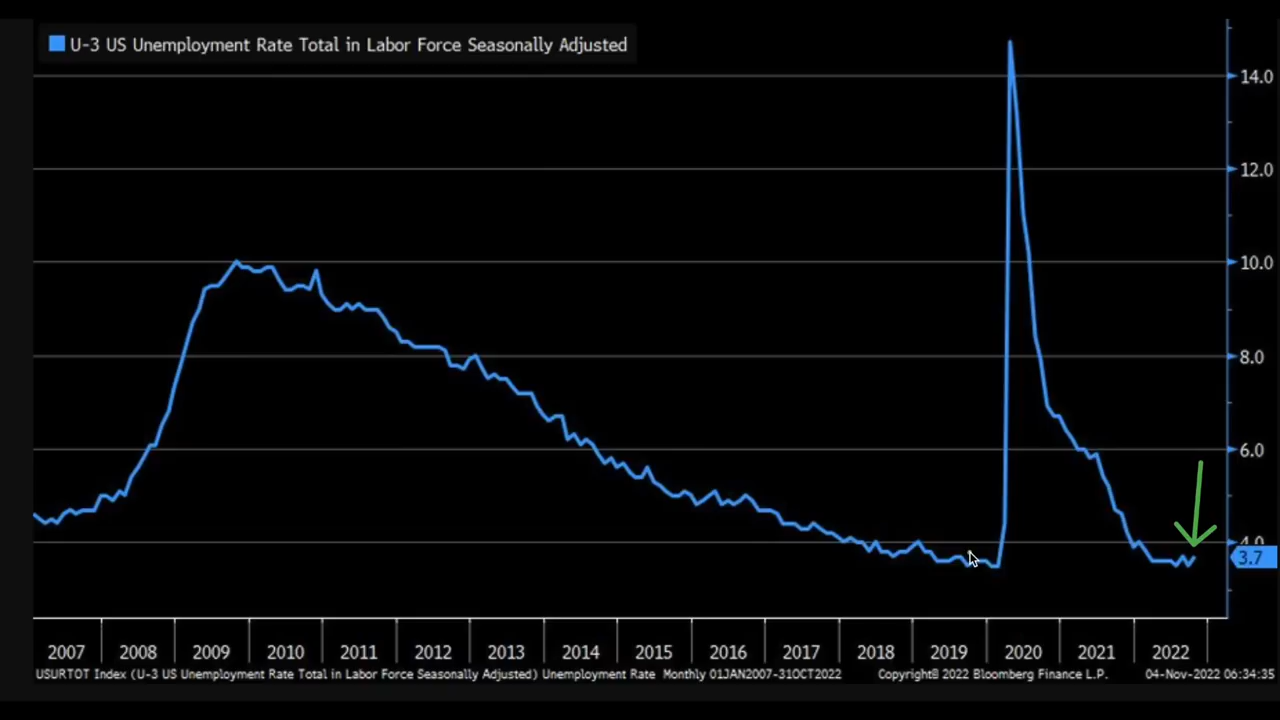 U-3 US Unemployment Rate Total in Labor Force Seasonally Adjusted
14.0
12.0
10.0
8.0
6.0
4.0
3.7
2007 2008 2009 2010 2011 2012 2013 2014 2015 2016 2017 2018 2019 2020 2021 2022
USURTOT Index (U-3 US Unemployment Rate Total in Labor Force Seasonally Adjusted) Unemployment Rate Monthly 01JAN2007-31OCT2022 Copyright© 2022 Bloomberg Finance L.P. 04-Nov-2022 06:34:35